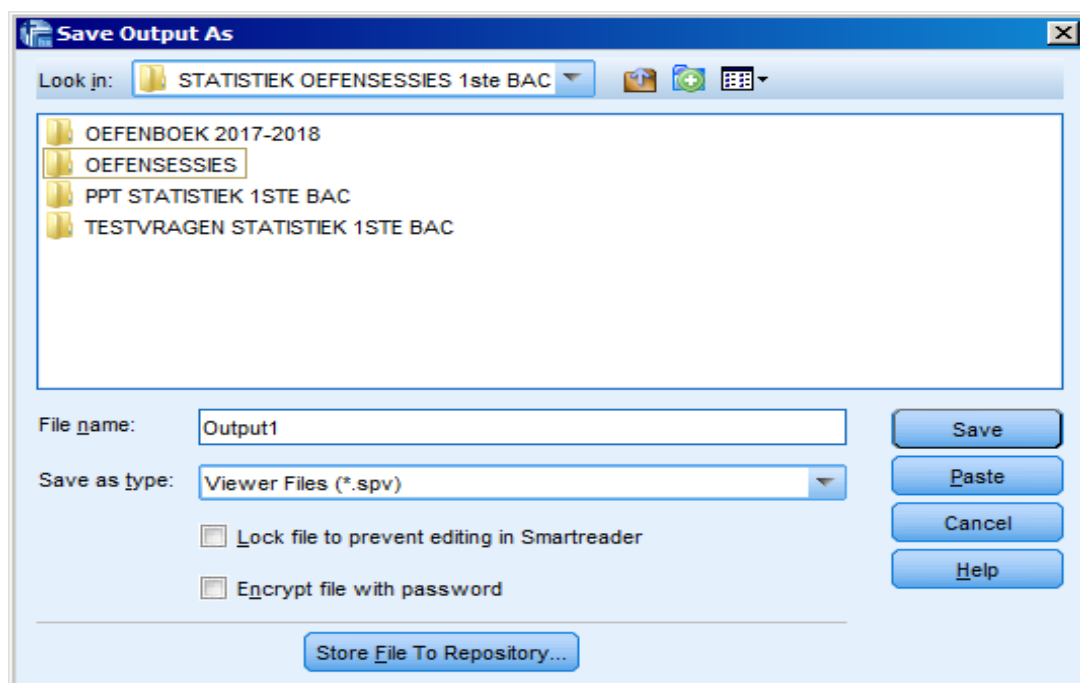 Save Output As
Look in: STATISTIEK OEFENSESSIES 1ste BAC
OEFENBOEK 2017-2018
OEFENSESSIES
PPT STATISTIEK 1STE BAC
TESTVRAGEN STATISTIEK 1STE BAC
File name: Output1
Save
Save as type: Viewer Files (*.spv)
Paste
Lock file to prevent editing in Smartreader
Cancel
Encrypt file with password
Help
Store File To Repository...